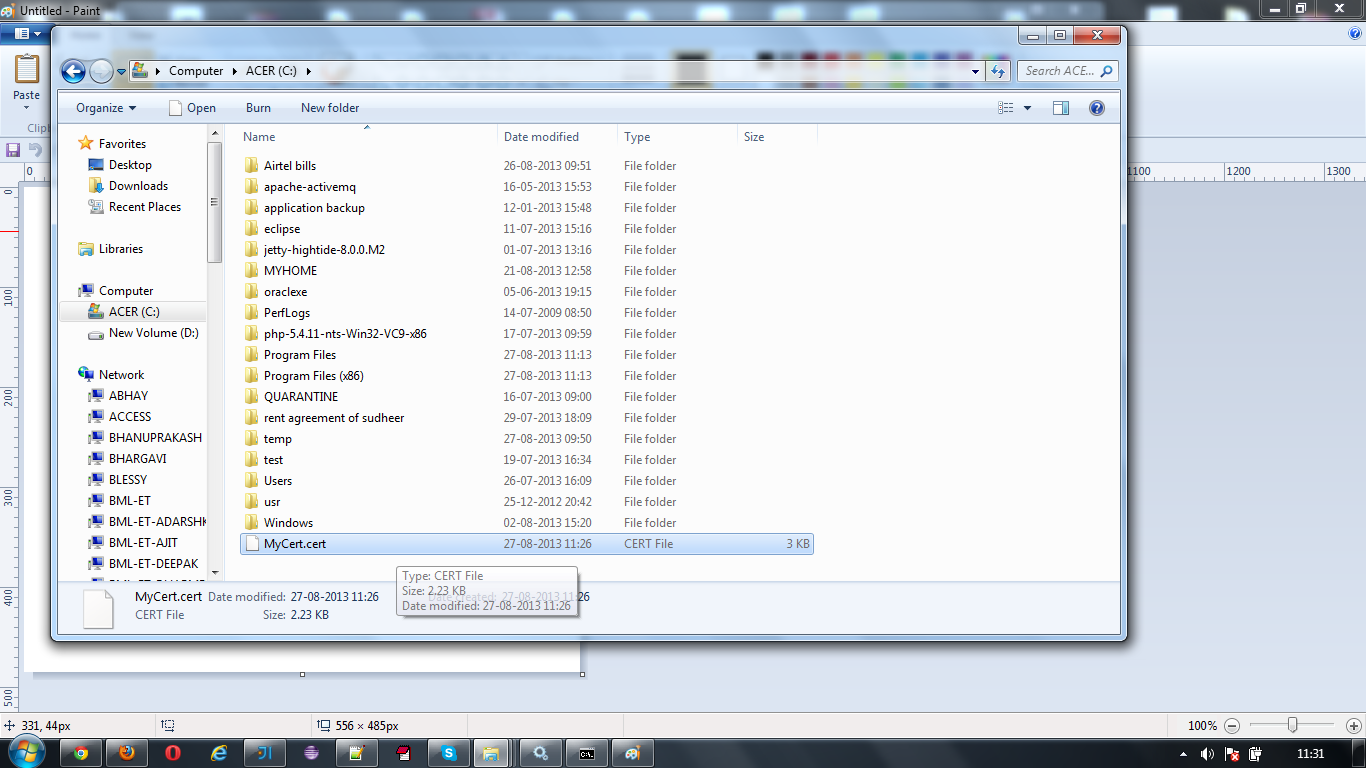 Untitled - Paint
Computer ACER (C:) Search ACE...
Paste
Organize Open Burn New folder
Clipb
Name Date modified Type Size
Favorites
Desktop
Downloads
Recent Places
Libraries
Computer
ACER (C:)
New Volume (D:)
Network
ABHAY
ACCESS
BHANUPRAKASH
BHARGAVI
BLESSY
BML-ET
BML-ET-ADARSHK
BML-ET-AJIT
BML-ET-DEEPAK
Airtel bills 26-08-2013 09:51 File folder
apache-activemq 16-05-2013 15:53 File folder
application backup 12-01-2013 15:48 File folder
eclipse 11-07-2013 15:16 File folder
jetty-hightide-8.0.0.M2 01-07-2013 13:16 File folder
MYHOME 21-08-2013 12:58 File folder
oraclexe 05-06-2013 19:15 File folder
PerfLogs 14-07-2009 08:50 File folder
php-5.4.11-nts-Win32-VC9-x86 17-07-2013 09:59 File folder
Program Files 27-08-2013 11:13 File folder
Program Files (x86) 27-08-2013 11:13 File folder
QUARANTINE 16-07-2013 09:00 File folder
rent agreement of sudheer 29-07-2013 18:09 File folder
temp 27-08-2013 09:50 File folder
test 19-07-2013 16:34 File folder
Users 26-07-2013 16:09 File folder
usr 25-12-2012 20:42 File folder
Windows 02-08-2013 15:20 File folder
MyCert.cert 27-08-2013 11:26 CERT File 3 KB
Type: CERT File
Size: 2.23 KB
Date modified: 27-08-2013 11:26
MyCert.cert Date modified: 27-08-2013 11:26 Date created: 27-08-2013 11:26
CERT File Size: 2.23 KB
0 1100 1200 1300
0
100
200
300
400
500
331, 44px 556 × 485px 100%
11:31